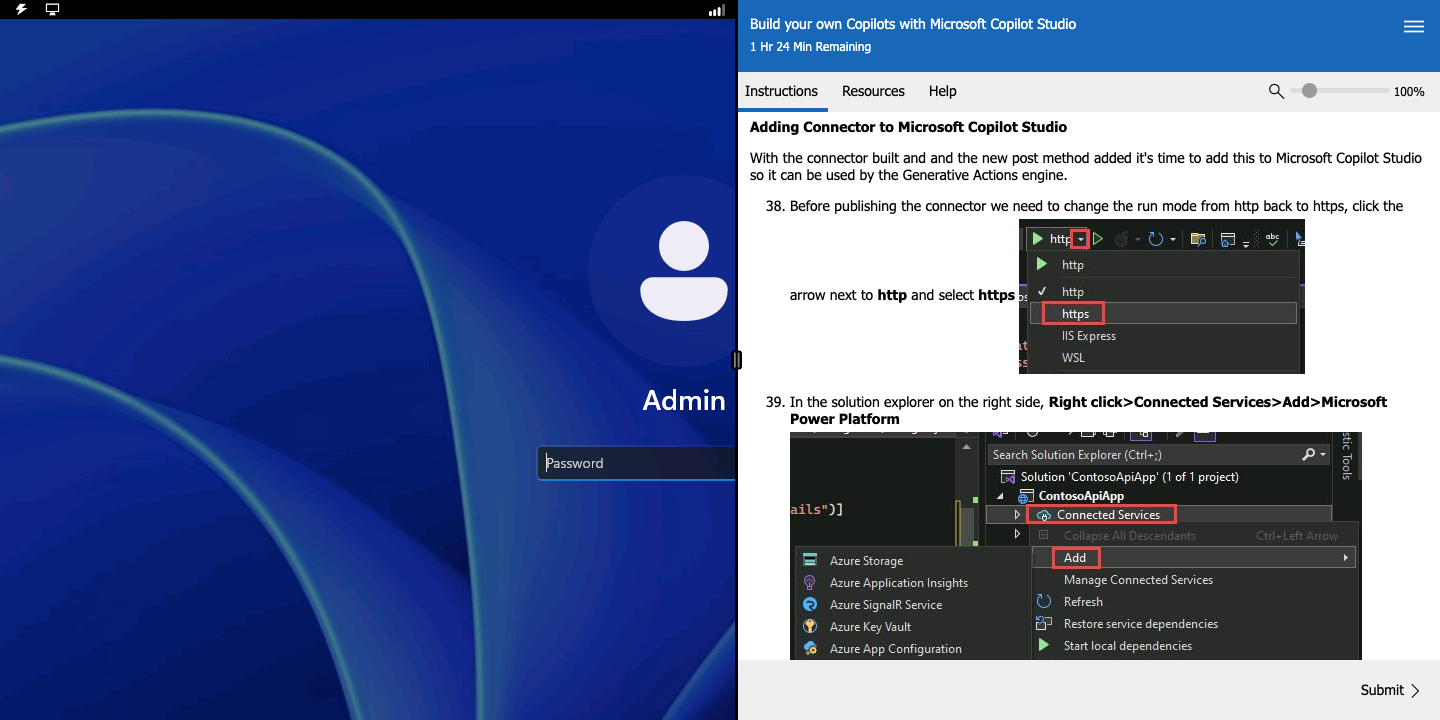 Build your own Copilots with Microsoft Copilot Studio
1 Hr 24 Min Remaining
Instructions
Resources
Help
100%
Adding Connector to Microsoft Copilot Studio
With the connector built and and the new post method added it's time to add this to Microsoft Copilot Studio
so it can be used by the Generative Actions engine.
38. Before publishing the connector we need to change the run mode from http back to https, click the
http
abc
http
http
arrow next to http and select https
https
IIS Express
WSL
39. In the solution explorer on the right side, Right click>Connected Services>Add>Microsoft
Power Platform
Search Solution Explorer (Ctrl+;)
Solution 'ContosoApiApp' (1 of 1 project)
ContosoApiApp
ails")]
Connected Services
Collapse All Descendants Ctrl+Left Arrow
Add
Manage Connected Services
Refresh
Restore service dependencies
Start local dependencies
Azure Storage
Azure Application Insights
Azure SignalR Service
Azure Key Vault
Azure App Configuration
stic Tools
Submit
Admin
Password